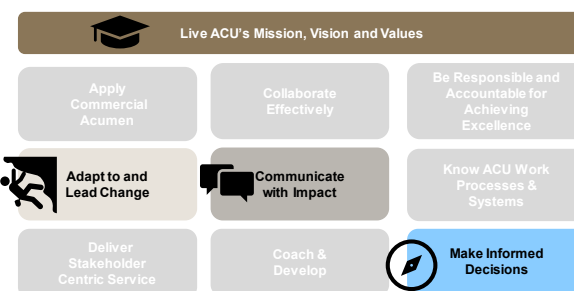 Live ACU's Mission, Vision and Values
Apply
Commercial
Acumen
Collaborate
Effectively
Be Responsible and
Accountable for
Achieving
Excellence
Adapt to and
Lead Change
Communicate
with Impact
Know ACU Work
Processes &
Systems
Deliver
Stakeholder
Centric Service
Coach &
Develop
Make Informed
Decisions